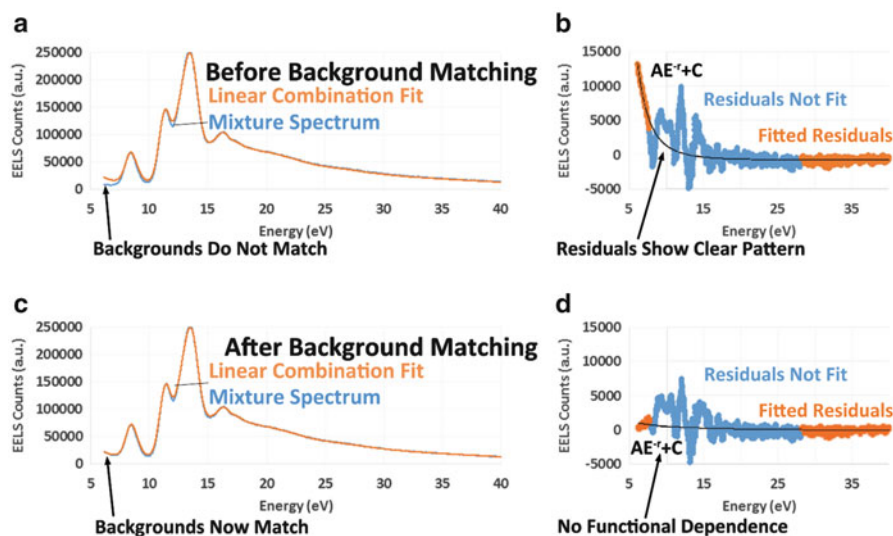 a
250000
200000
150000
100000
50000
0
EELS Counts (a.u.)
Before Background Matching
Linear Combination Fit
Mixture Spectrum
5 10 15 20 25 30 35 40
Energy (eV)
Backgrounds Do Not Match
b
15000
10000
5000
0
-5000
EELS Counts (a.u.)
AE⁻ʳ+C
Residuals Not Fit
Fitted Residuals
5 15 25 35
Energy (eV)
Residuals Show Clear Pattern
c
250000
200000
150000
100000
50000
0
EELS Counts (a.u.)
After Background Matching
Linear Combination Fit
Mixture Spectrum
5 10 15 20 25 30 35 40
Energy (eV)
Backgrounds Now Match
d
15000
10000
5000
0
-5000
EELS Counts (a.u.)
Residuals Not Fit
Fitted Residuals
AE⁻ʳ+C
5 15 25 35
Energy (eV)
No Functional Dependence